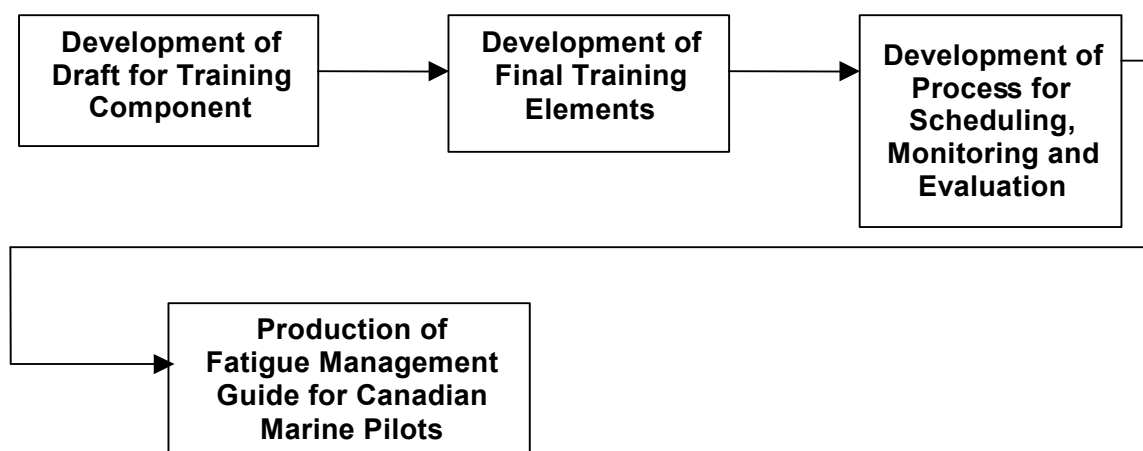 Development of
Draft for Training
Component
Development of
Final Training
Elements
Development of
Process for
Scheduling,
Monitoring and
Evaluation
Production of
Fatigue Management
Guide for Canadian
Marine Pilots